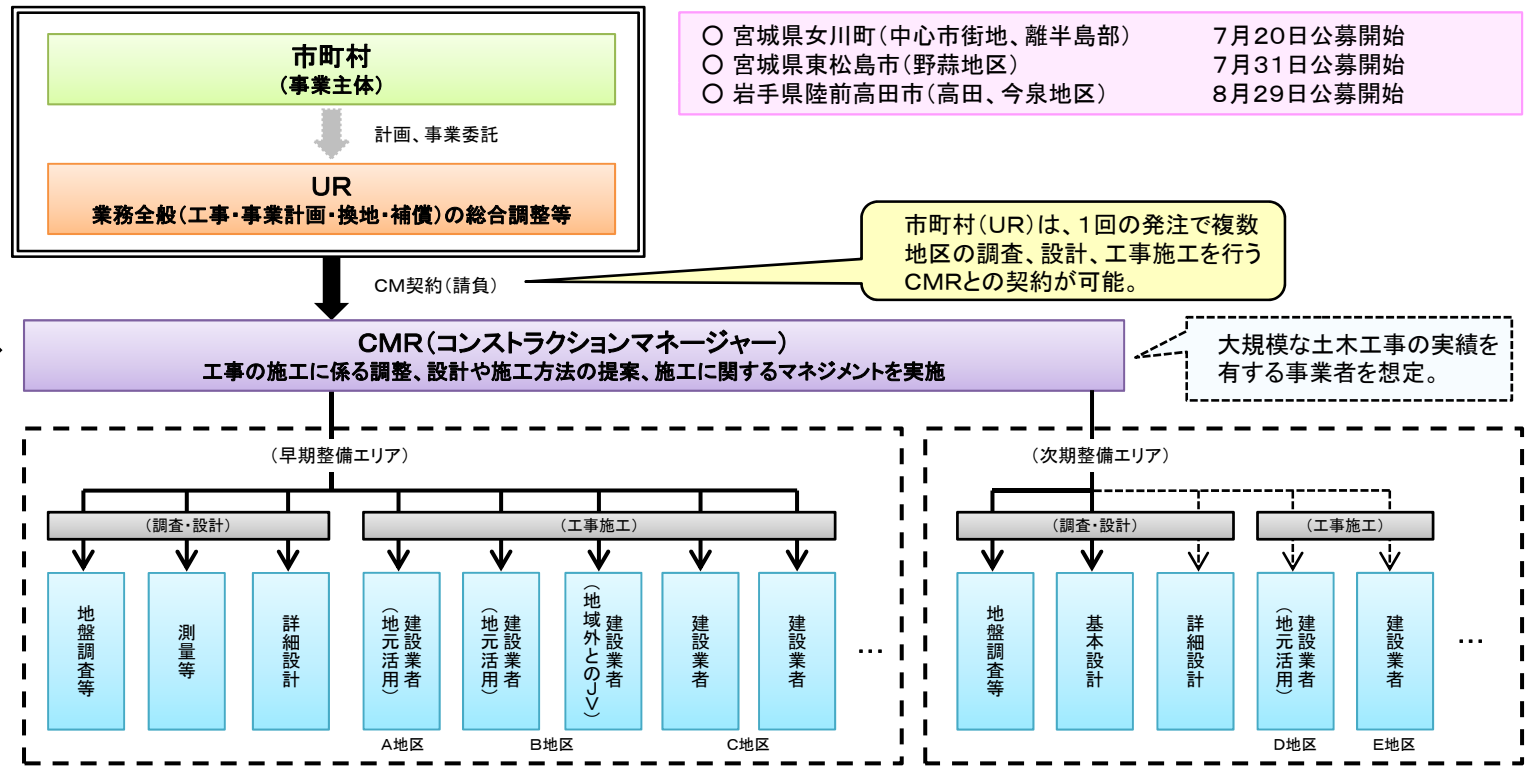 市町村
(事業主体)
計画、事業委託
UR
業務全般(工事・事業計画・換地・補償)の総合調整等
○ 宮城県女川町(中心市街地、離半島部) 7月20日公募開始
○ 宮城県東松島市(野蒜地区) 7月31日公募開始
○ 岩手県陸前高田市(高田、今泉地区) 8月29日公募開始
市町村(UR)は、1回の発注で複数
地区の調査、設計、工事施工を行う
CMRとの契約が可能。
CM契約(請負)
CMR(コンストラクションマネージャー)
工事の施工に係る調整、設計や施工方法の提案、施工に関するマネジメントを実施
大規模な土木工事の実績を
有する事業者を想定。
(早期整備エリア)
(調査・設計)
(工事施工)
地盤調査等
測量等
詳細設計
建設業者
(地元活用)
建設業者
(地元活用)
建設業者
(地域外とのJV)
建設業者
建設業者
…
A地区
B地区
C地区
(次期整備エリア)
(調査・設計)
(工事施工)
地盤調査等
基本設計
詳細設計
建設業者
(地元活用)
建設業者
…
D地区
E地区